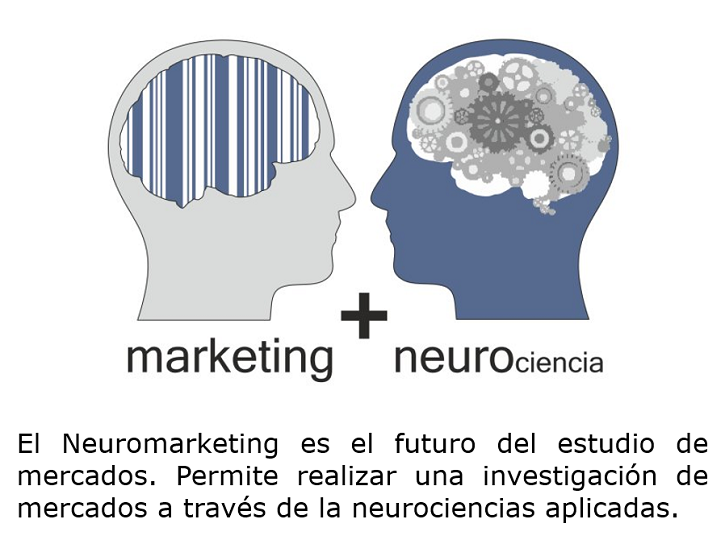 +
marketing neurociencia
El Neuromarketing es el futuro del estudio de
mercados. Permite realizar una investigación de
mercados a través de la neurociencias aplicadas.